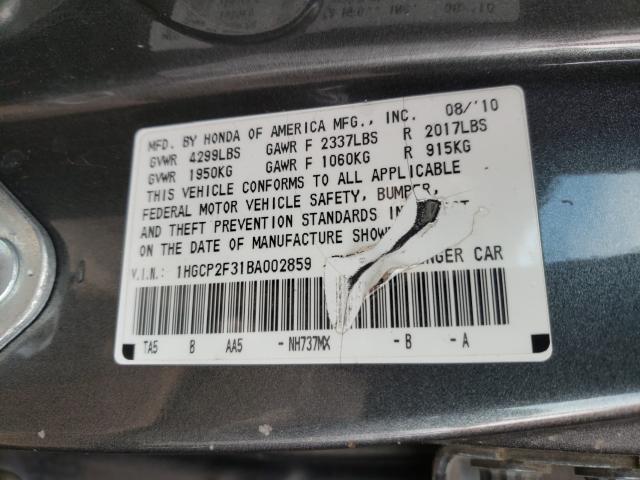 MFD. BY HONDA OF AMERICA MFG., INC. 08/'10
GVWR 4299LBS GAWR F 2337LBS R 2017LBS
GVWR 1950KG GAWR F 1060KG R 915KG
THIS VEHICLE CONFORMS TO ALL APPLICABLE
FEDERAL MOTOR VEHICLE SAFETY, BUMPER,
AND THEFT PREVENTION STANDARDS IN
ON THE DATE OF MANUFACTURE SHOW
V.I.N.: 1HGCP2F31BA002859 NGER CAR
TA5 B AA5 -NH737MX -B -A